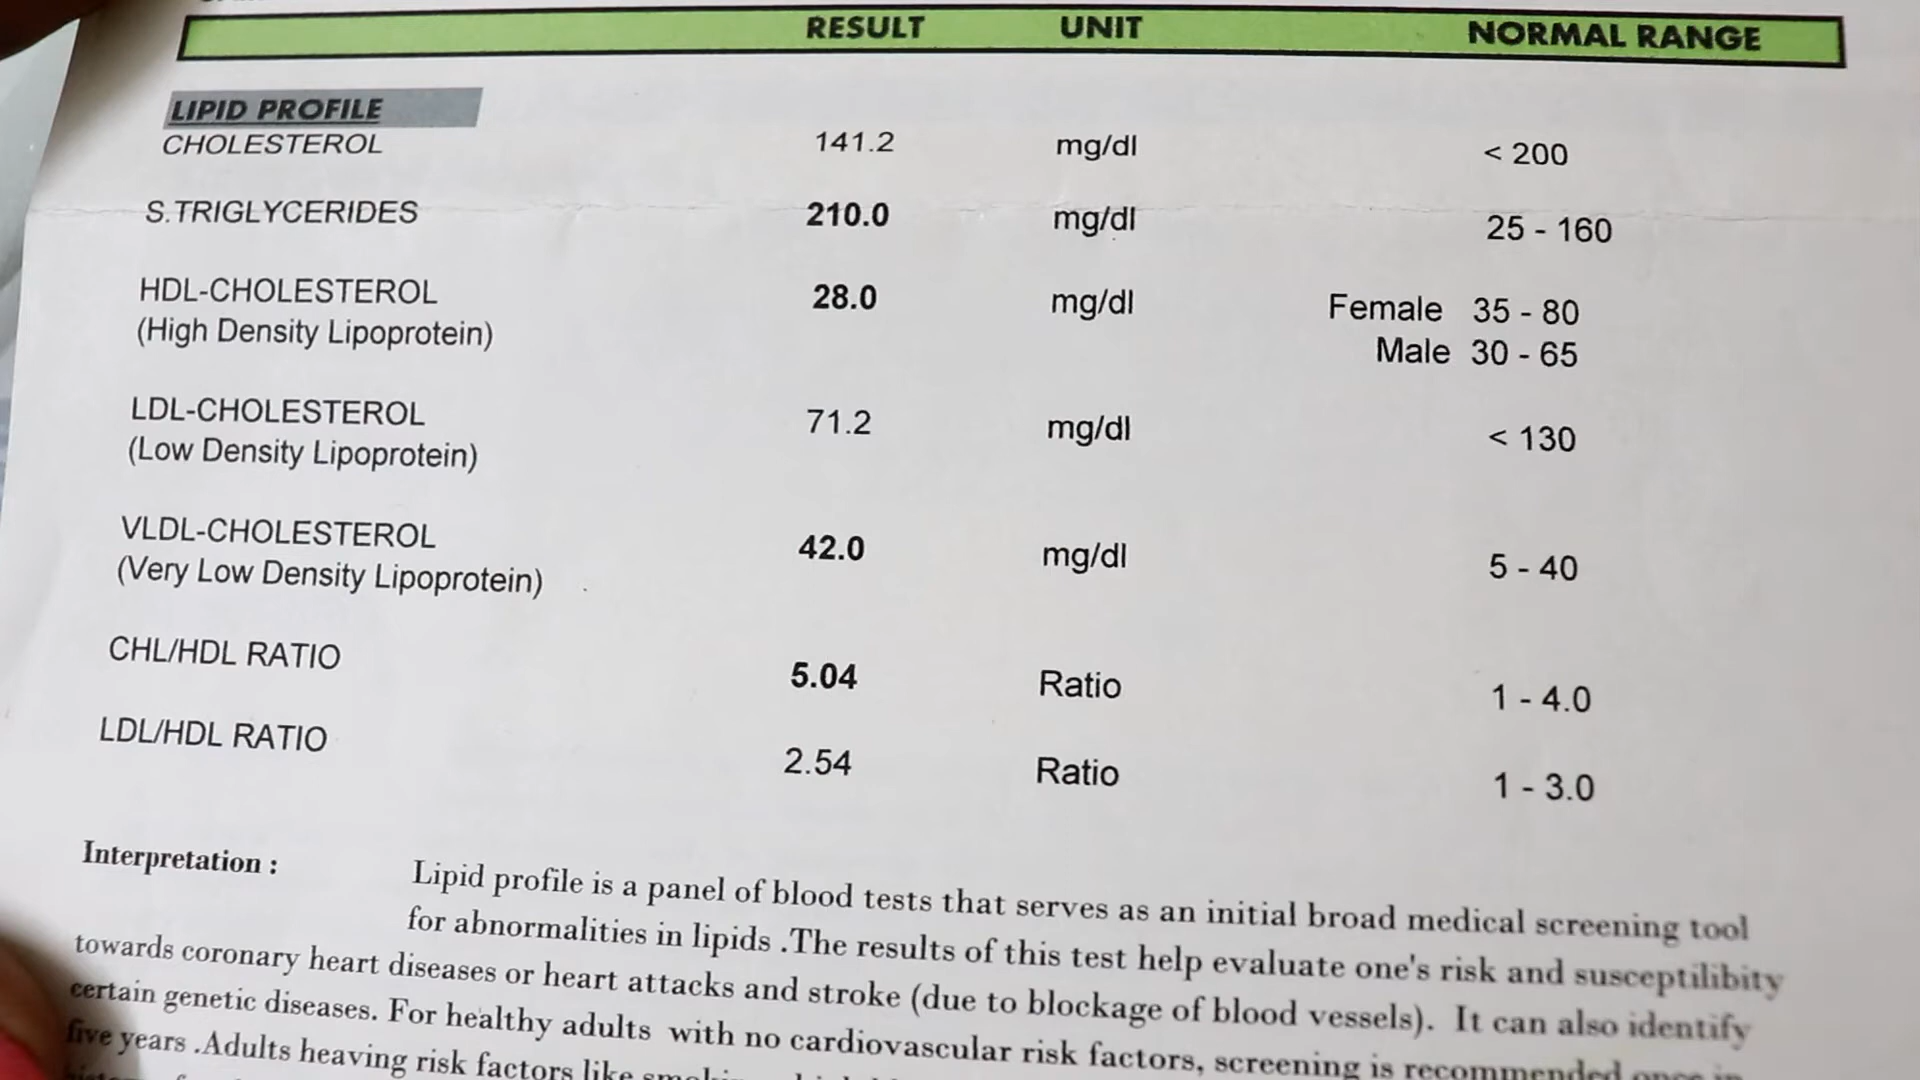 RESULT UNIT NORMAL RANGE
LIPID PROFILE
CHOLESTEROL 141.2 mg/dl < 200
S.TRIGLYCERIDES 210.0 mg/dl 25 - 160
HDL-CHOLESTEROL 28.0 mg/dl Female 35 - 80
(High Density Lipoprotein) Male 30 - 65
LDL-CHOLESTEROL 71.2 mg/dl < 130
(Low Density Lipoprotein)
VLDL-CHOLESTEROL 42.0 mg/dl 5 - 40
(Very Low Density Lipoprotein)
CHL/HDL RATIO 5.04 Ratio 1 - 4.0
LDL/HDL RATIO 2.54 Ratio 1 - 3.0
Interpretation : Lipid profile is a panel of blood tests that serves as an initial broad medical screening tool
for abnormalities in lipids .The results of this test help evaluate one's risk and susceptilibity
towards coronary heart diseases or heart attacks and stroke (due to blockage of blood vessels). It can also identify
certain genetic diseases. For healthy adults with no cardiovascular risk factors, screening is recommended once in
five years .Adults heaving risk factors like